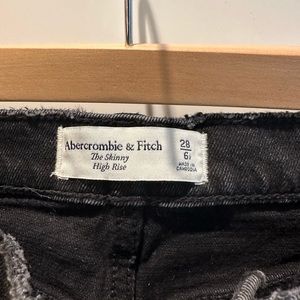 Abercrombie & Fitch
The Skinny
High Rise
28
6
MADE IN
CAMBODIA